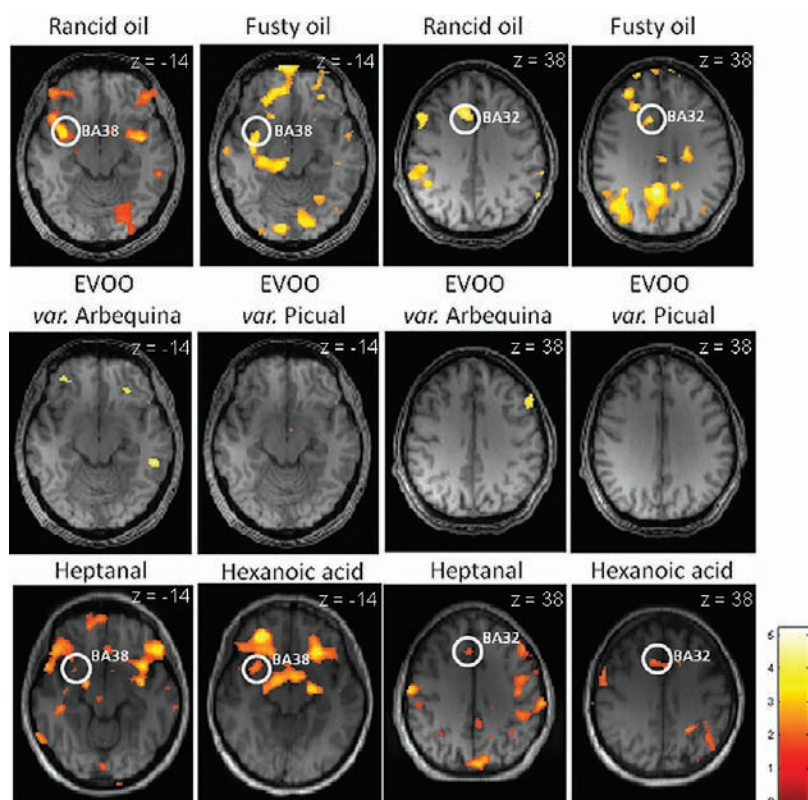 Rancid oil
Fusty oil
Rancid oil
Fusty oil
z = -14
z = -14
z = 38
z = 38
BA38
BA38
BA32
BA32
EVOO
var. Arbequina
EVOO
var. Picual
EVOO
var. Arbequina
EVOO
var. Picual
z = -14
z = -14
z = 38
z = 38
Heptanal
Hexanoic acid
Heptanal
Hexanoic acid
z = -14
z = -14
z = 38
z = 38
BA38
BA38
BA32
BA32
5
4
3
2
1
0